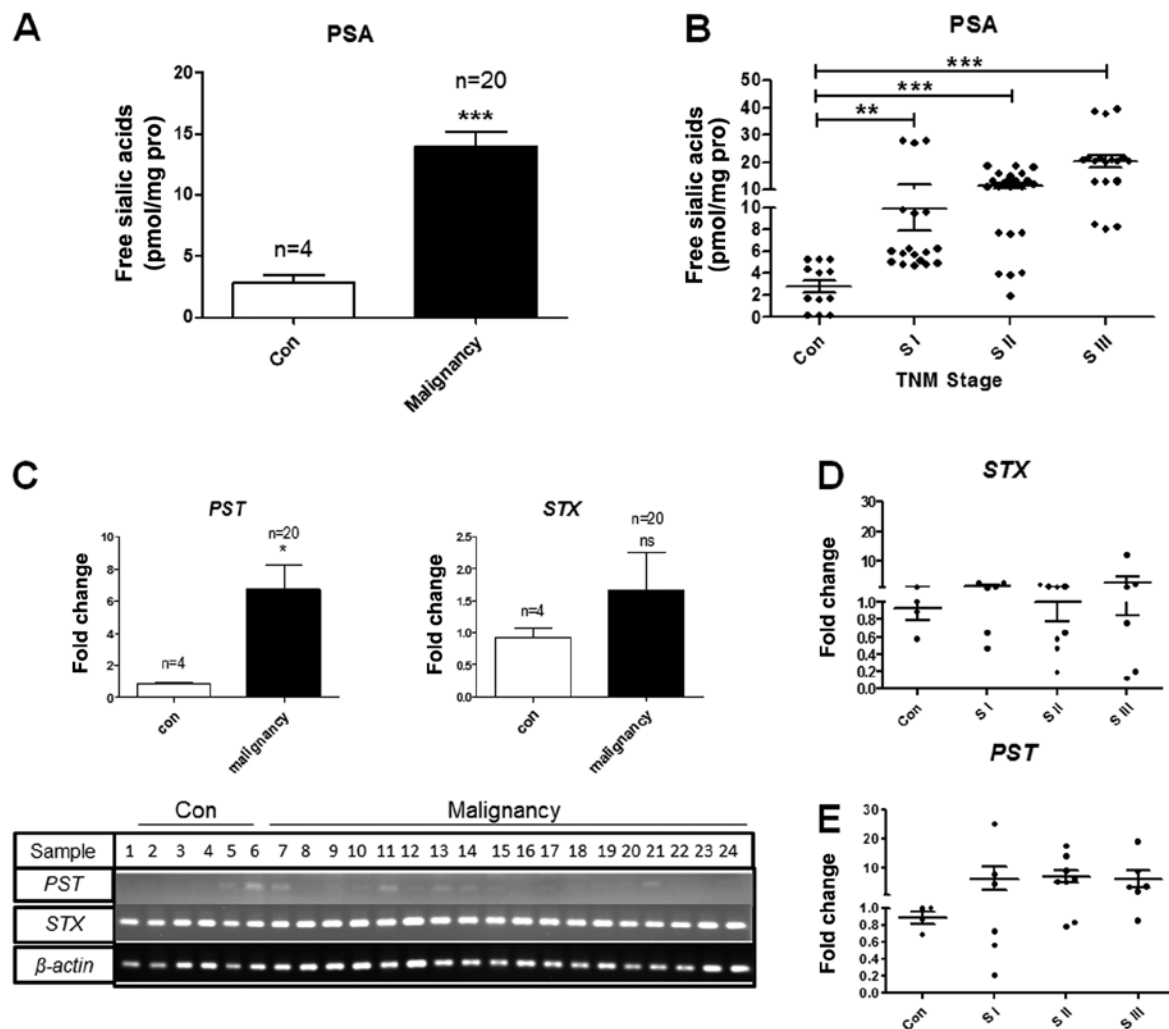 A
PSA
Free sialic acids
(pmol/mg pro)
20
15
10
5
0
n=4
n=20
***
Con
Malignancy
B
PSA
Free sialic acids
(pmol/mg pro)
50
40
30
20
10
10
8
6
4
2
0
**
***
***
Con
S I
S II
S III
TNM Stage
C
PST
Fold change
10
8
6
4
2
0
n=4
n=20
*
con
malignancy
STX
Fold change
2.5
2.0
1.5
1.0
0.5
0.0
n=4
n=20
ns
con
malignancy
Con
Malignancy
Sample
1 2 3 4 5 6 7 8 9 10 11 12 13 14 15 16 17 18 19 20 21 22 23 24
PST
STX
β-actin
D
STX
Fold change
30
20
10
1.0
0.8
0.6
0.4
0.2
0.0
Con
S I
S II
S III
E
PST
Fold change
30
20
10
1.0
0.8
0.6
0.4
0.2
0.0
Con
S I
S II
S III